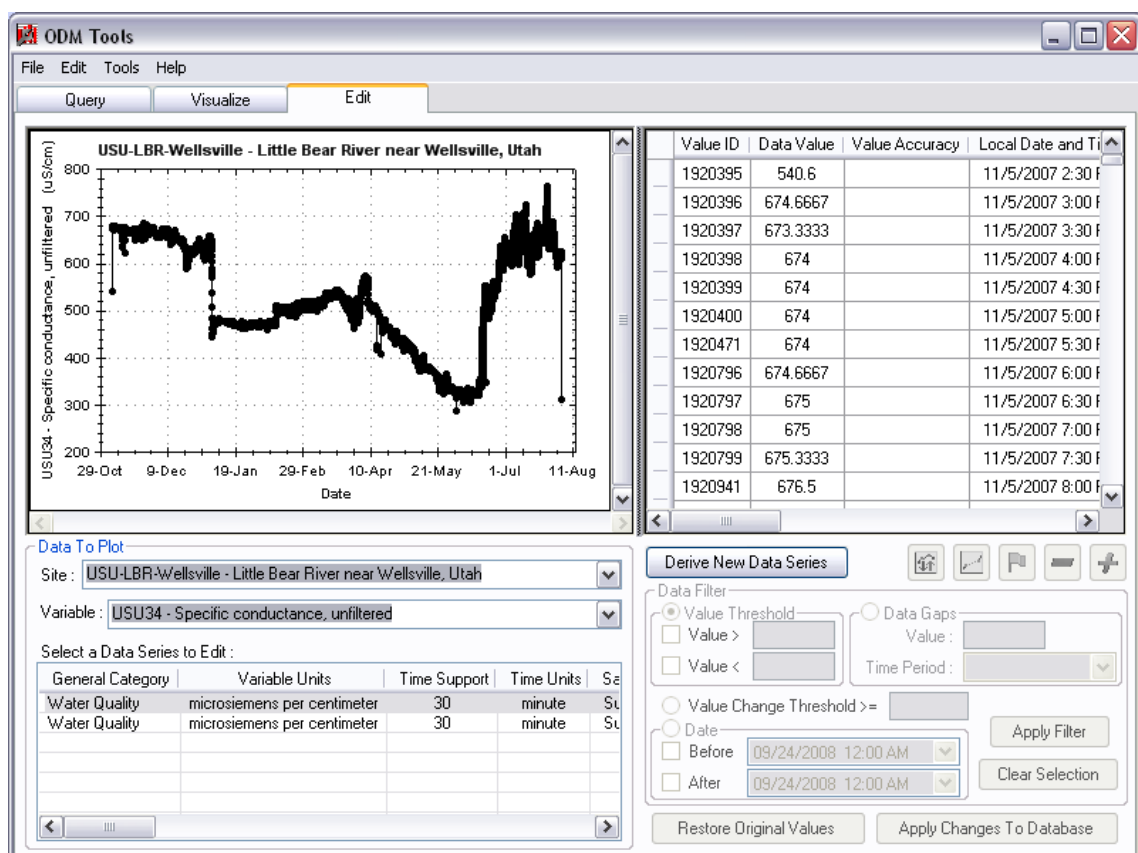 ODM Tools
File Edit Tools Help
Query Visualize Edit
USU-LBR-Wellsville - Little Bear River near Wellsville, Utah
USU34 - Specific conductance, unfiltered (uS/cm)
800
700
600
500
400
300
200
29-Oct 9-Dec 19-Jan 29-Feb 10-Apr 21-May 1-Jul 11-Aug
Date
Value ID Data Value Value Accuracy Local Date and Ti
1920395 540.6 11/5/2007 2:30 F
1920396 674.6667 11/5/2007 3:00 F
1920397 673.3333 11/5/2007 3:30 F
1920398 674 11/5/2007 4:00 F
1920399 674 11/5/2007 4:30 F
1920400 674 11/5/2007 5:00 F
1920471 674 11/5/2007 5:30 F
1920796 674.6667 11/5/2007 6:00 F
1920797 675 11/5/2007 6:30 F
1920798 675 11/5/2007 7:00 F
1920799 675.3333 11/5/2007 7:30 F
1920941 676.5 11/5/2007 8:00 F
Data To Plot
Site : USU-LBR-Wellsville - Little Bear River near Wellsville, Utah
Variable : USU34 - Specific conductance, unfiltered
Select a Data Series to Edit :
General Category Variable Units Time Support Time Units Sa
Water Quality microsiemens per centimeter 30 minute Su
Water Quality microsiemens per centimeter 30 minute Su
Derive New Data Series
Data Filter
Value Threshold
Value >
Value <
Data Gaps
Value :
Time Period :
Value Change Threshold >=
Date
Before 09/24/2008 12:00 AM
After 09/24/2008 12:00 AM
Apply Filter
Clear Selection
Restore Original Values Apply Changes To Database